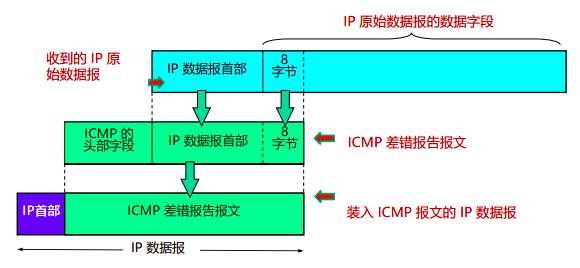 IP 原始数据报的数据字段
收到的 IP 原
始数据报
IP 数据报首部
8
字节
ICMP 的
头部字段
IP 数据报首部
8
字节
ICMP 差错报告报文
IP首部
ICMP 差错报告报文
装入 ICMP 报文的 IP 数据报
IP 数据报